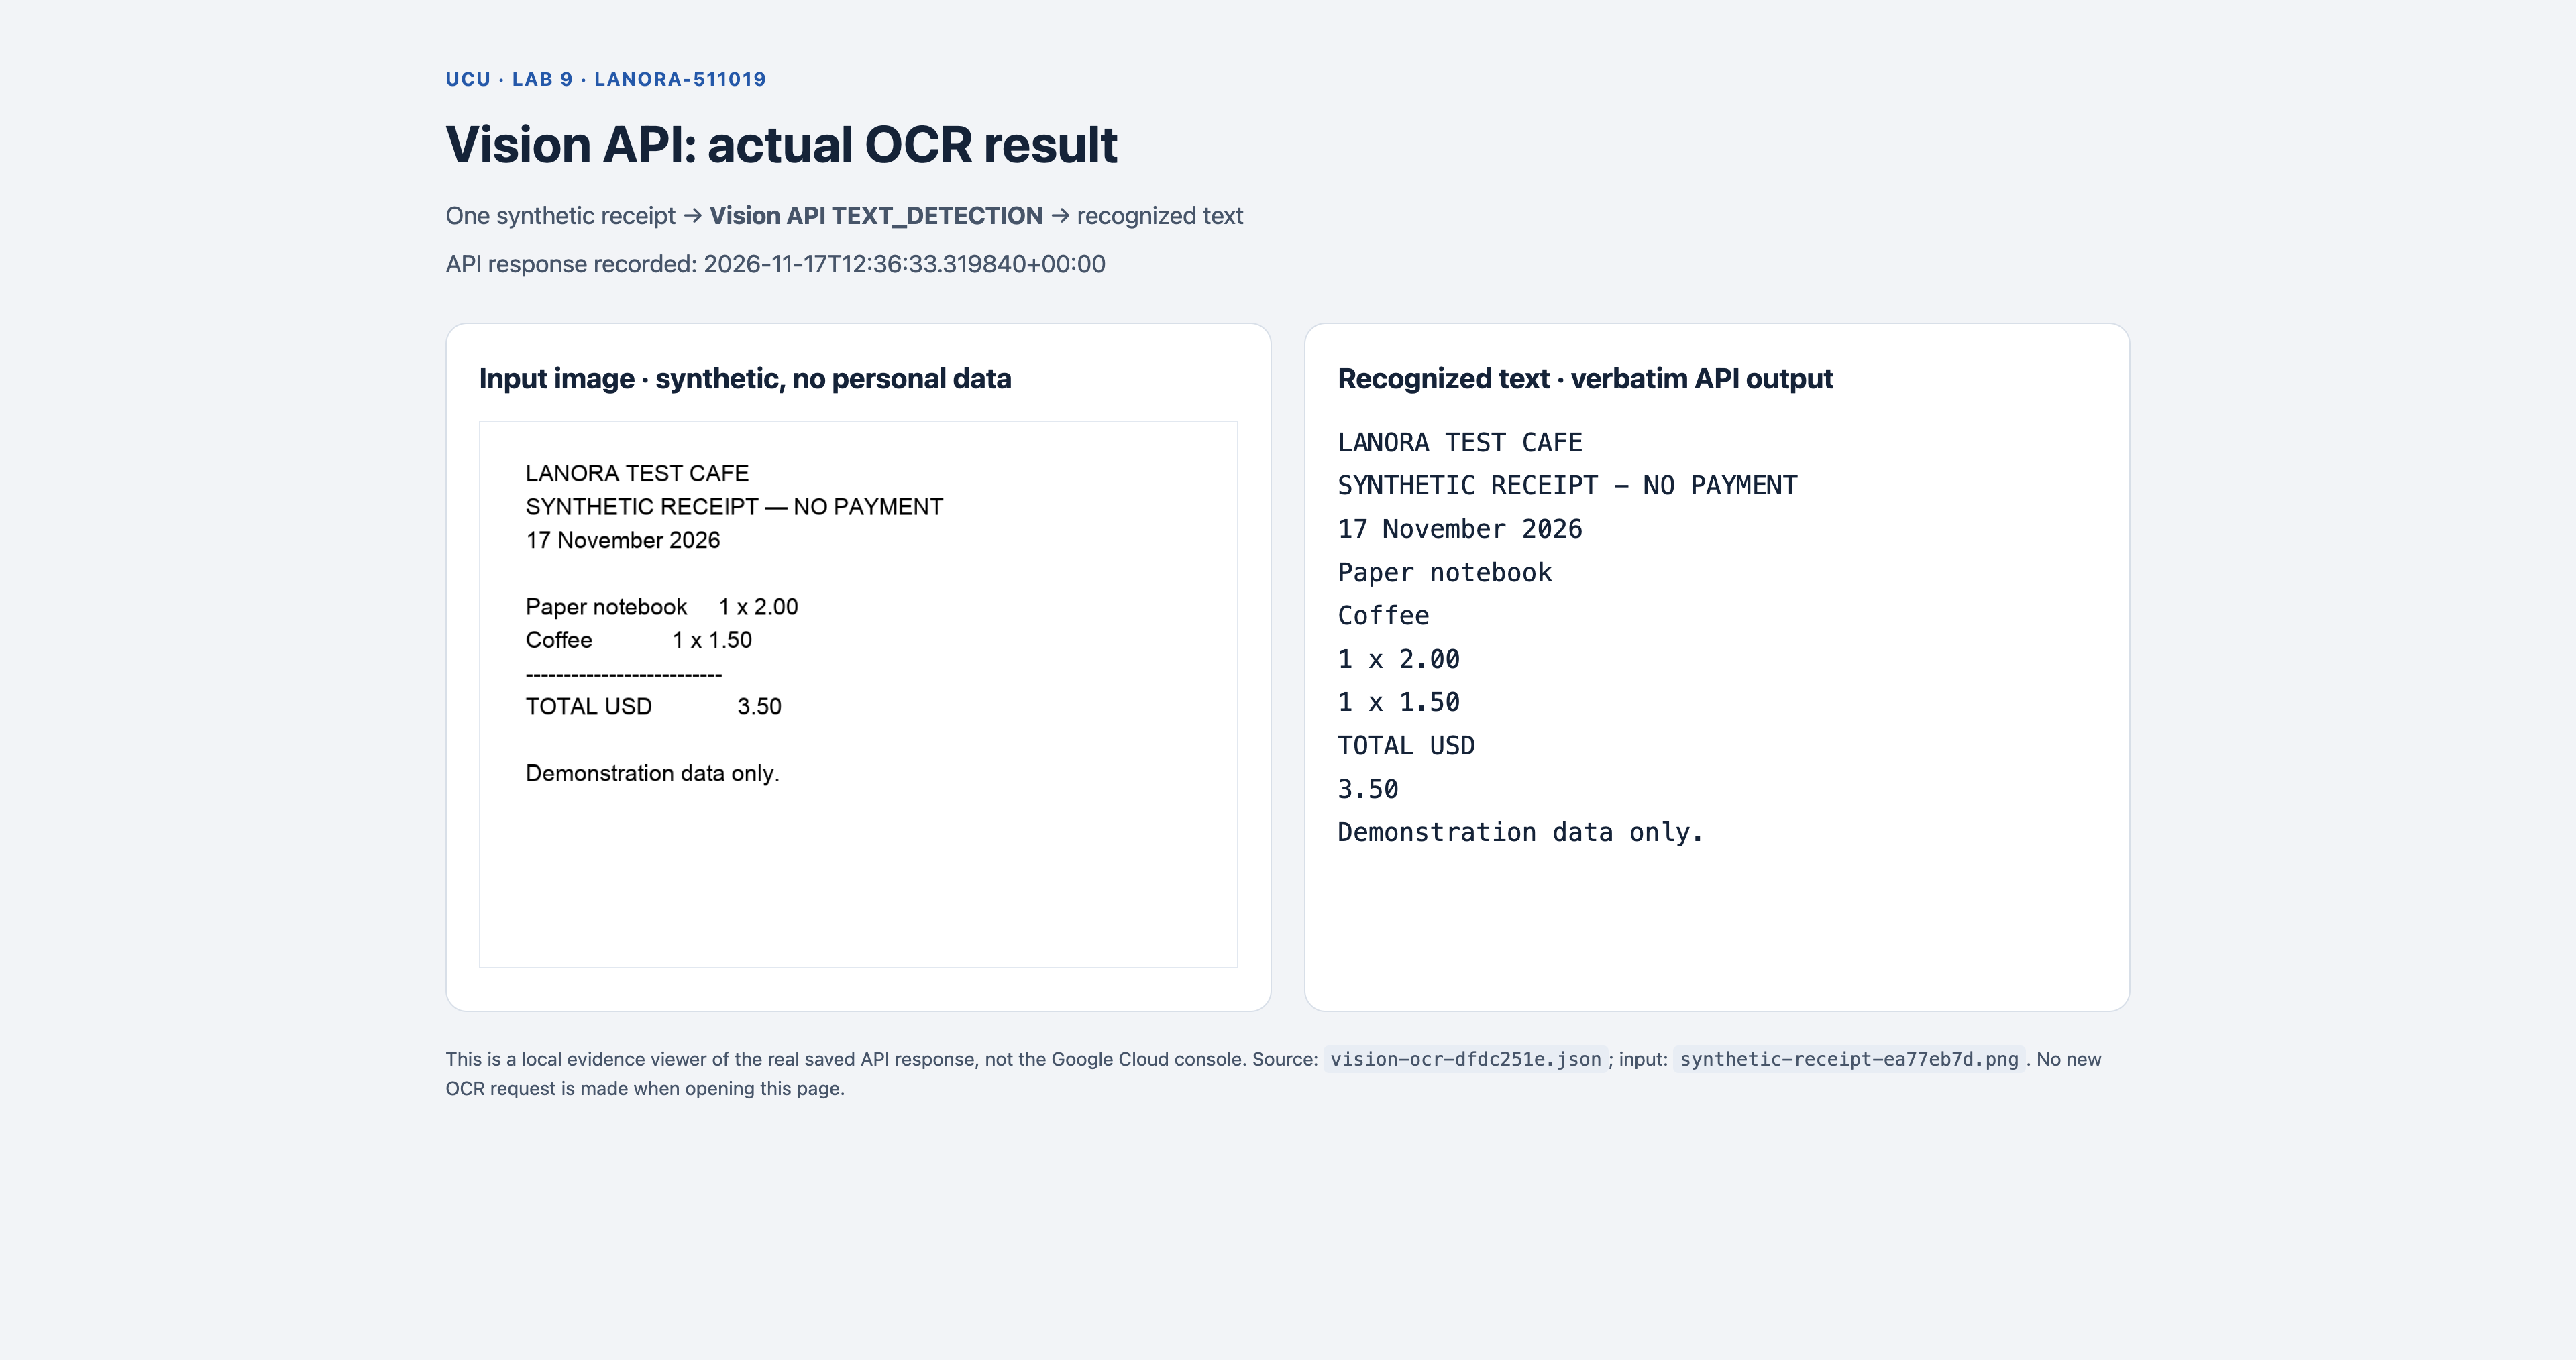 UCU · LAB 9 · LANORA-511019
Vision API: actual OCR result
One synthetic receipt → Vision API TEXT_DETECTION → recognized text
API response recorded: 2026-11-17T12:36:33.319840+00:00
Input image · synthetic, no personal data
LANORA TEST CAFE
SYNTHETIC RECEIPT — NO PAYMENT
17 November 2026
Paper notebook 1 x 2.00
Coffee 1 x 1.50
--------------------------
TOTAL USD 3.50
Demonstration data only.
Recognized text · verbatim API output
LANORA TEST CAFE
SYNTHETIC RECEIPT – NO PAYMENT
17 November 2026
Paper notebook
Coffee
1 x 2.00
1 x 1.50
TOTAL USD
3.50
Demonstration data only.
This is a local evidence viewer of the real saved API response, not the Google Cloud console. Source: vision-ocr-dfdc251e.json; input: synthetic-receipt-ea77eb7d.png. No new
OCR request is made when opening this page.